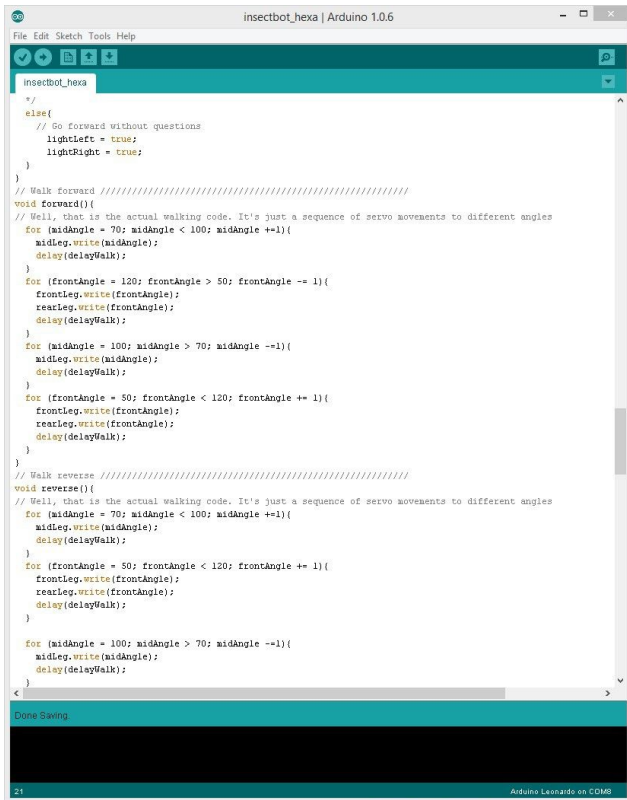 insectbot_hexa | Arduino 1.0.6
File Edit Sketch Tools Help
insectbot_hexa
*/
else{
// Go forward without questions
lightLeft = true;
lightRight = true;
}
}
// Walk forward //////////////////////////////////////////////////////////
void forward(){
// Well, that is the actual walking code. It's just a sequence of servo movements to different angles
for (midAngle = 70; midAngle < 100; midAngle +=1){
midLeg.write(midAngle);
delay(delayWalk);
}
for (frontAngle = 120; frontAngle > 50; frontAngle -= 1){
frontLeg.write(frontAngle);
rearLeg.write(frontAngle);
delay(delayWalk);
}
for (midAngle = 100; midAngle > 70; midAngle -=1){
midLeg.write(midAngle);
delay(delayWalk);
}
for (frontAngle = 50; frontAngle < 120; frontAngle += 1){
frontLeg.write(frontAngle);
rearLeg.write(frontAngle);
delay(delayWalk);
}
}
// Walk reverse //////////////////////////////////////////////////////////
void reverse(){
// Well, that is the actual walking code. It's just a sequence of servo movements to different angles
for (midAngle = 70; midAngle < 100; midAngle +=1){
midLeg.write(midAngle);
delay(delayWalk);
}
for (frontAngle = 50; frontAngle < 120; frontAngle += 1){
frontLeg.write(frontAngle);
rearLeg.write(frontAngle);
delay(delayWalk);
}
for (midAngle = 100; midAngle > 70; midAngle -=1){
midLeg.write(midAngle);
delay(delayWalk);
}
Done Saving.
21 Arduino Leonardo on COM8